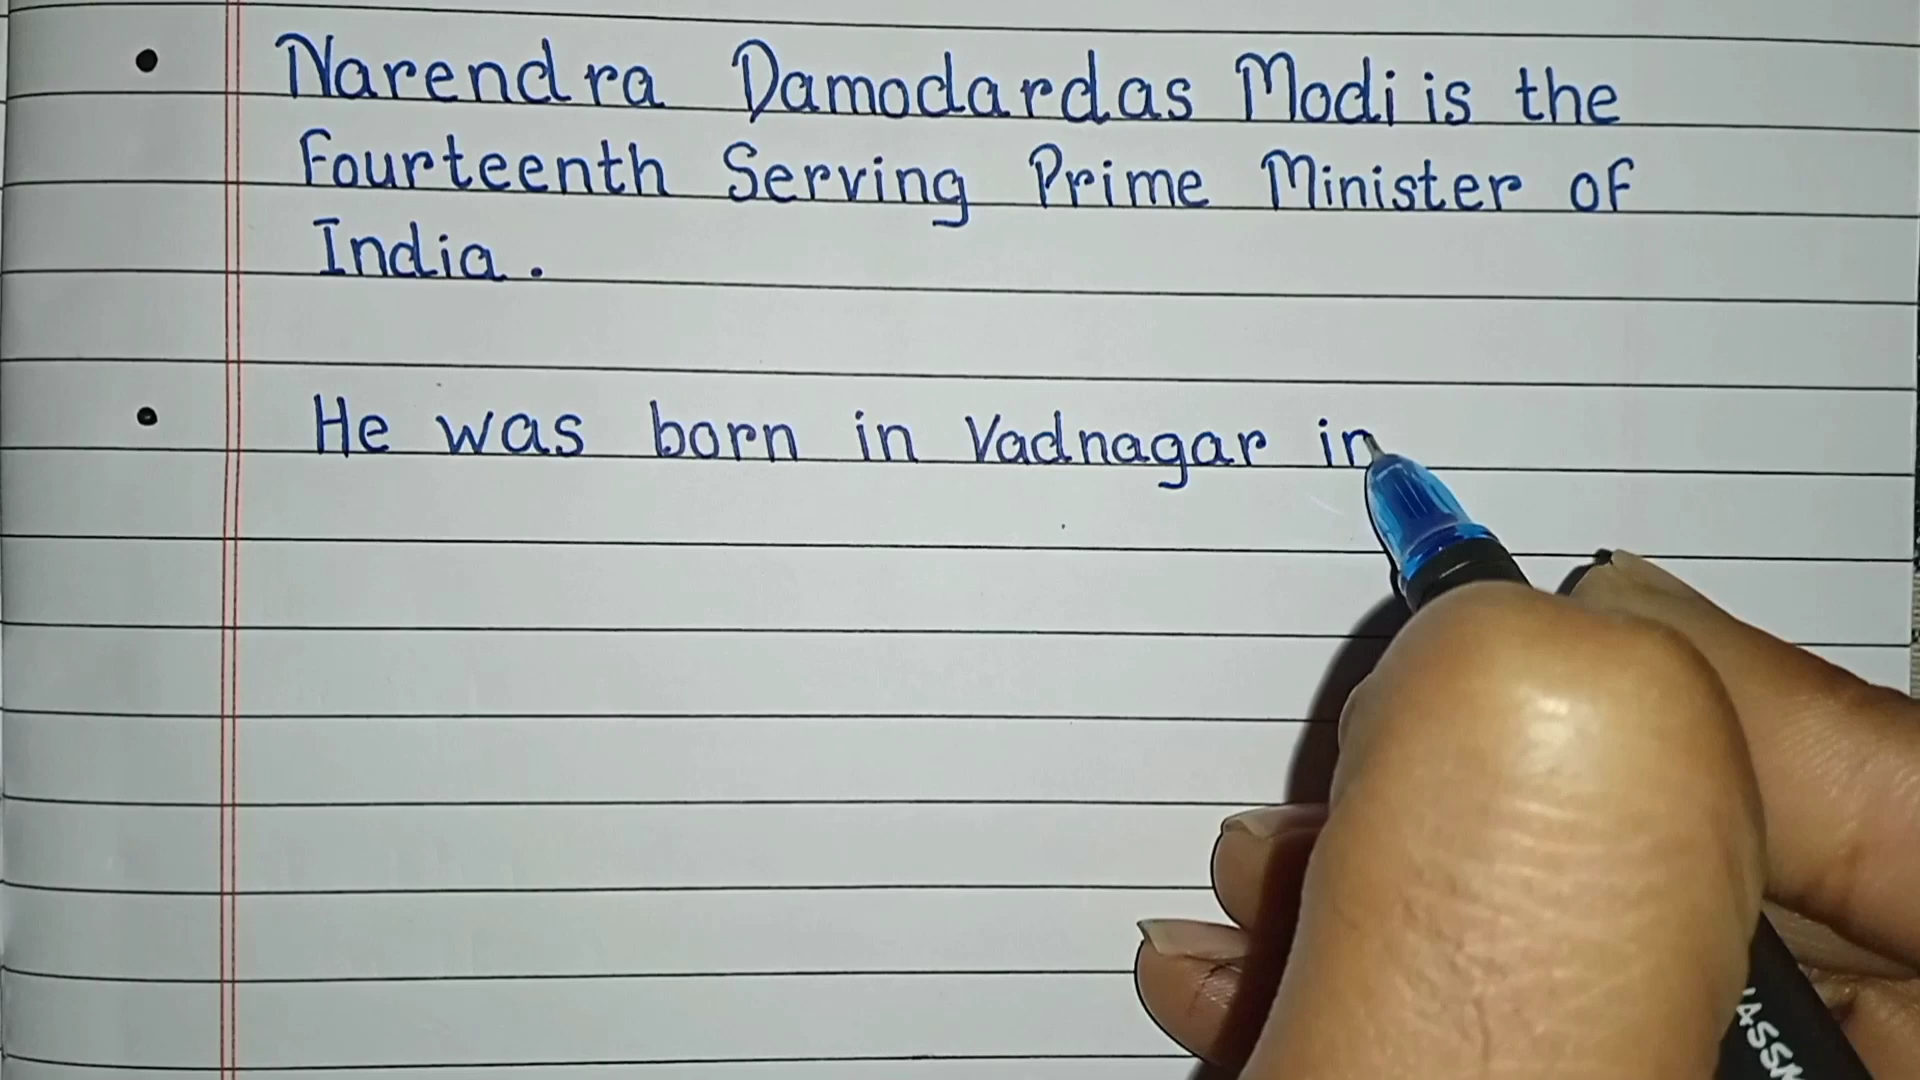 • Narendra Damodardas Modi is the
Fourteenth Serving Prime Minister of
India.
• He was born in Vadnagar in